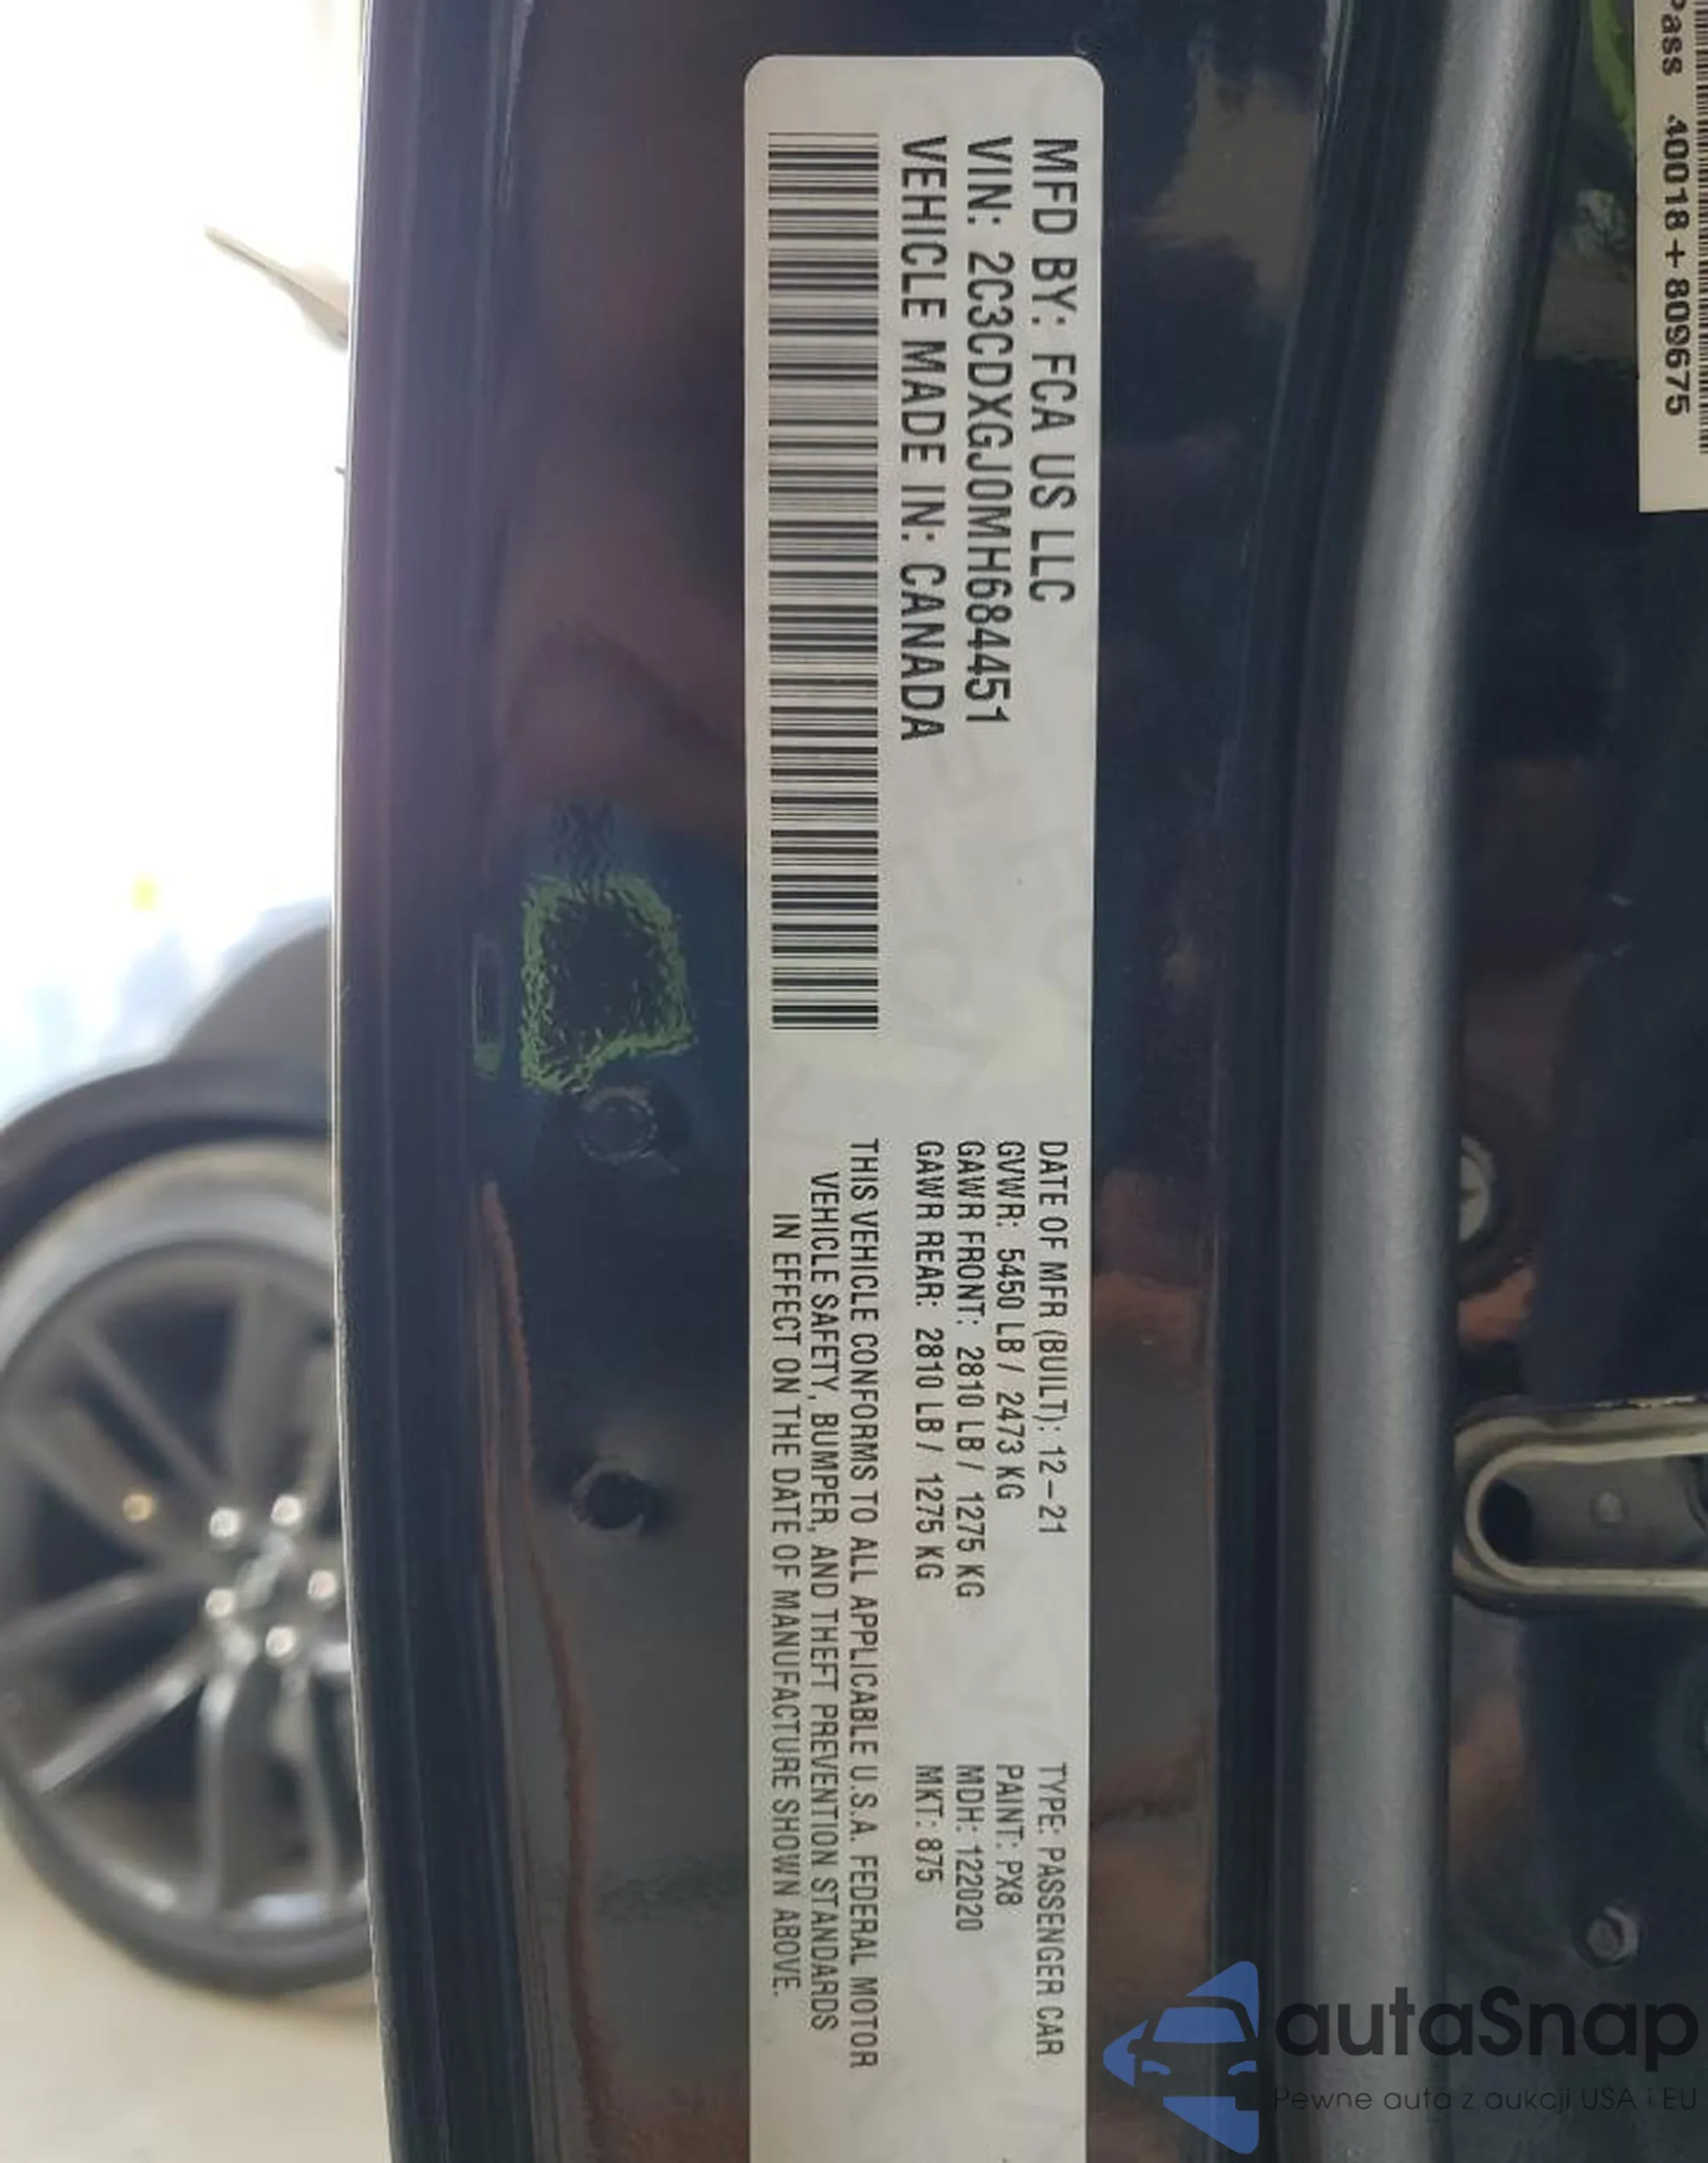 MFD BY: FCA US LLC
VIN: 2C3CDXGJ0MH684451
VEHICLE MADE IN: CANADA
DATE OF MFR (BUILT): 12-21
GVWR: 5450 LB / 2473 KG
GAWR FRONT: 2810 LB / 1275 KG
GAWR REAR: 2810 LB / 1275 KG
TYPE: PASSENGER CAR
PAINT: PX8
MDH: 122020
MKT: 875
THIS VEHICLE CONFORMS TO ALL APPLICABLE U.S.A. FEDERAL MOTOR
VEHICLE SAFETY, BUMPER, AND THEFT PREVENTION STANDARDS
IN EFFECT ON THE DATE OF MANUFACTURE SHOWN ABOVE.
Pass 40018+809675
autaSnap
Pewne auta z aukcji USA i EU